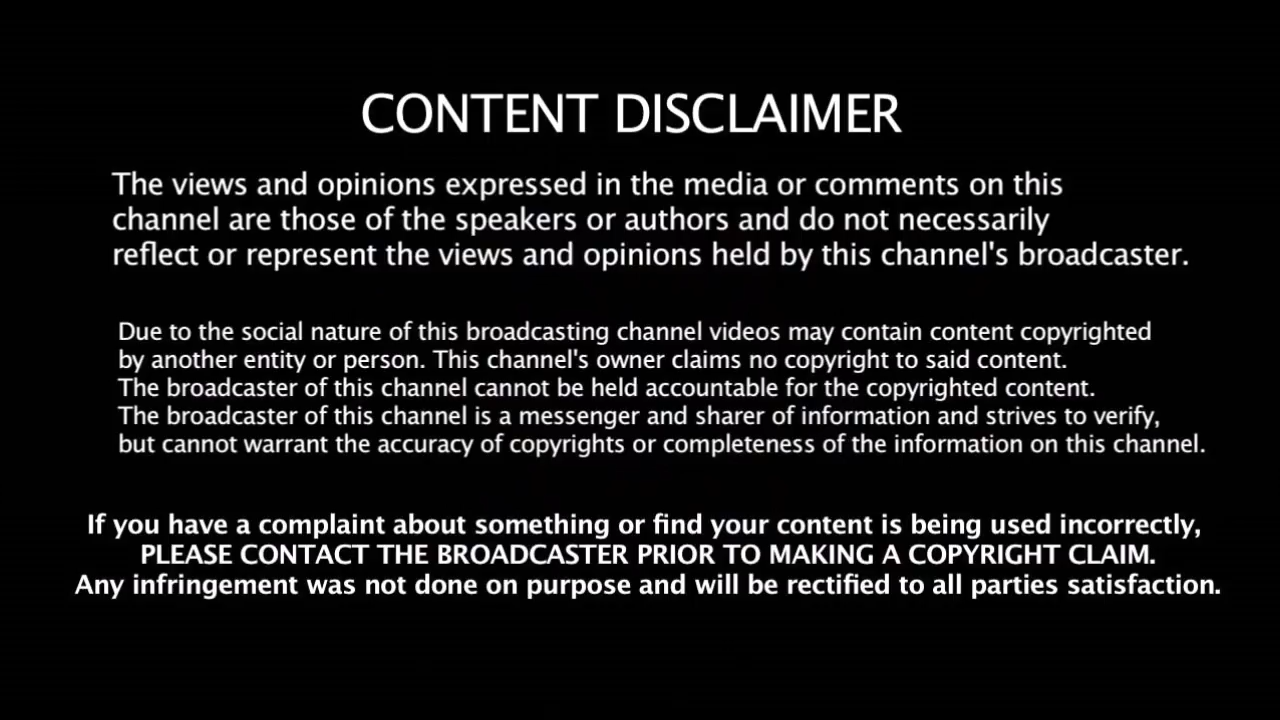 CONTENT DISCLAIMER
The views and opinions expressed in the media or comments on this
channel are those of the speakers or authors and do not necessarily
reflect or represent the views and opinions held by this channel's broadcaster.
Due to the social nature of this broadcasting channel videos may contain content copyrighted
by another entity or person. This channel's owner claims no copyright to said content.
The broadcaster of this channel cannot be held accountable for the copyrighted content.
The broadcaster of this channel is a messenger and sharer of information and strives to verify,
but cannot warrant the accuracy of copyrights or completeness of the information on this channel.
If you have a complaint about something or find your content is being used incorrectly,
PLEASE CONTACT THE BROADCASTER PRIOR TO MAKING A COPYRIGHT CLAIM.
Any infringement was not done on purpose and will be rectified to all parties satisfaction.